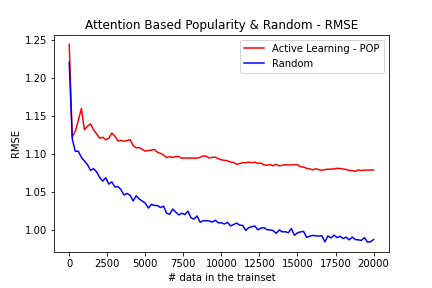 Attention Based Popularity & Random - RMSE
Active Learning - POP
Random
RMSE
1.25
1.20
1.15
1.10
1.05
1.00
0 2500 5000 7500 10000 12500 15000 17500 20000
# data in the trainset